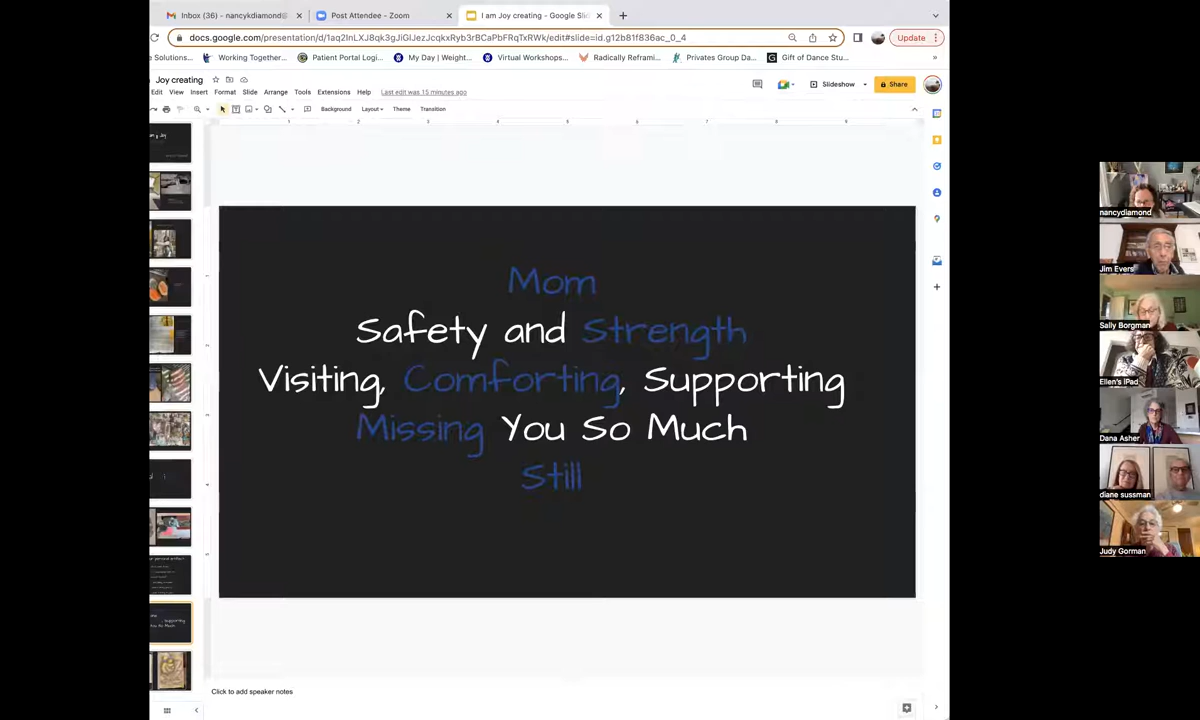 Inbox (36) - nancykdiamond@
Post Attendee - Zoom
I am Joy creating - Google Slid
docs.google.com/presentation/d/1aq2InLXJ8qk3gJiGlJezJcqkxRyb3rBCaPbFRqTxRWk/edit#slide=id.g12b81f836ac_0_4
Update
Solutions...
Working Together...
Patient Portal Logi...
My Day | Weight...
Virtual Workshops...
Radically Reframi...
Privates Group Da...
Gift of Dance Stu...
Joy creating
Edit View Insert Format Slide Arrange Tools Extensions Help Last edit was 15 minutes ago
Slideshow
Share
Background Layout Theme Transition
Mom
Safety and Strength
Visiting, Comforting, Supporting
Missing You So Much
Still
Click to add speaker notes
nancydiamond
Jim Evers
Sally Borgman
Ellen's iPad
Dana Asher
diane sussman
Judy Gorman